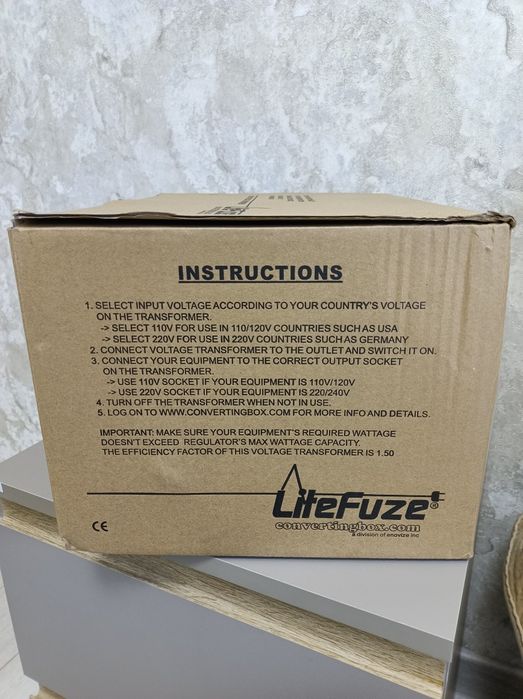 INSTRUCTIONS
1. SELECT INPUT VOLTAGE ACCORDING TO YOUR COUNTRY'S VOLTAGE
ON THE TRANSFORMER.
-> SELECT 110V FOR USE IN 110/120V COUNTRIES SUCH AS USA
-> SELECT 220V FOR USE IN 220V COUNTRIES SUCH AS GERMANY
2. CONNECT VOLTAGE TRANSFORMER TO THE OUTLET AND SWITCH IT ON.
3. CONNECT YOUR EQUIPMENT TO THE CORRECT OUTPUT SOCKET
ON THE TRANSFORMER.
-> USE 110V SOCKET IF YOUR EQUIPMENT IS 110V/120V
-> USE 220V SOCKET IF YOUR EQUIPMENT IS 220/240V
4. TURN OFF THE TRANSFORMER WHEN NOT IN USE.
5. LOG ON TO WWW.CONVERTINGBOX.COM FOR MORE INFO AND DETAILS.
IMPORTANT: MAKE SURE YOUR EQUIPMENT'S REQUIRED WATTAGE
DOESN'T EXCEED REGULATOR'S MAX WATTAGE CAPACITY.
THE EFFICIENCY FACTOR OF THIS VOLTAGE TRANSFORMER IS 1.50
LiteFuze®
convertingbox.com
a division of enovize inc
CE